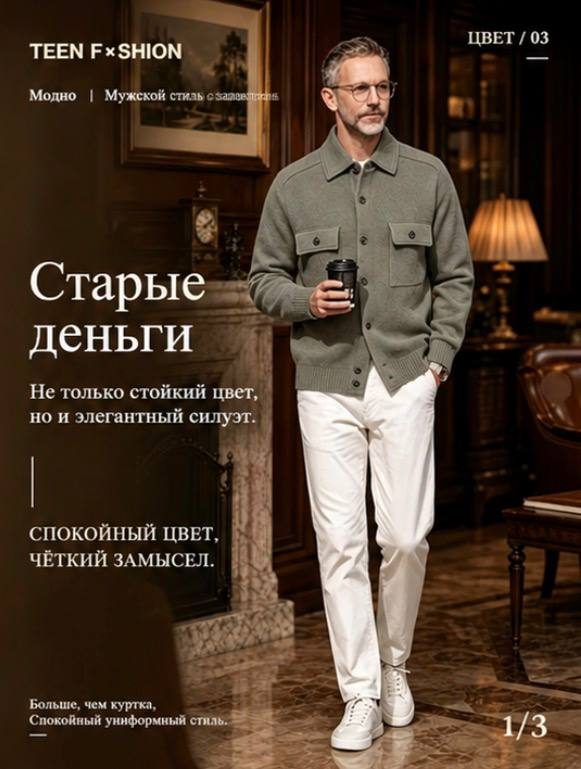 TEEN F×SHION
ЦВЕТ / 03
Модно | Мужской стиль с
Старые
деньги
Не только стойкий цвет,
но и элегантный силуэт.
СПОКОЙНЫЙ ЦВЕТ,
ЧЁТКИЙ ЗАМЫСЕЛ.
Больше, чем куртка,
Спокойный униформный стиль.
1/3